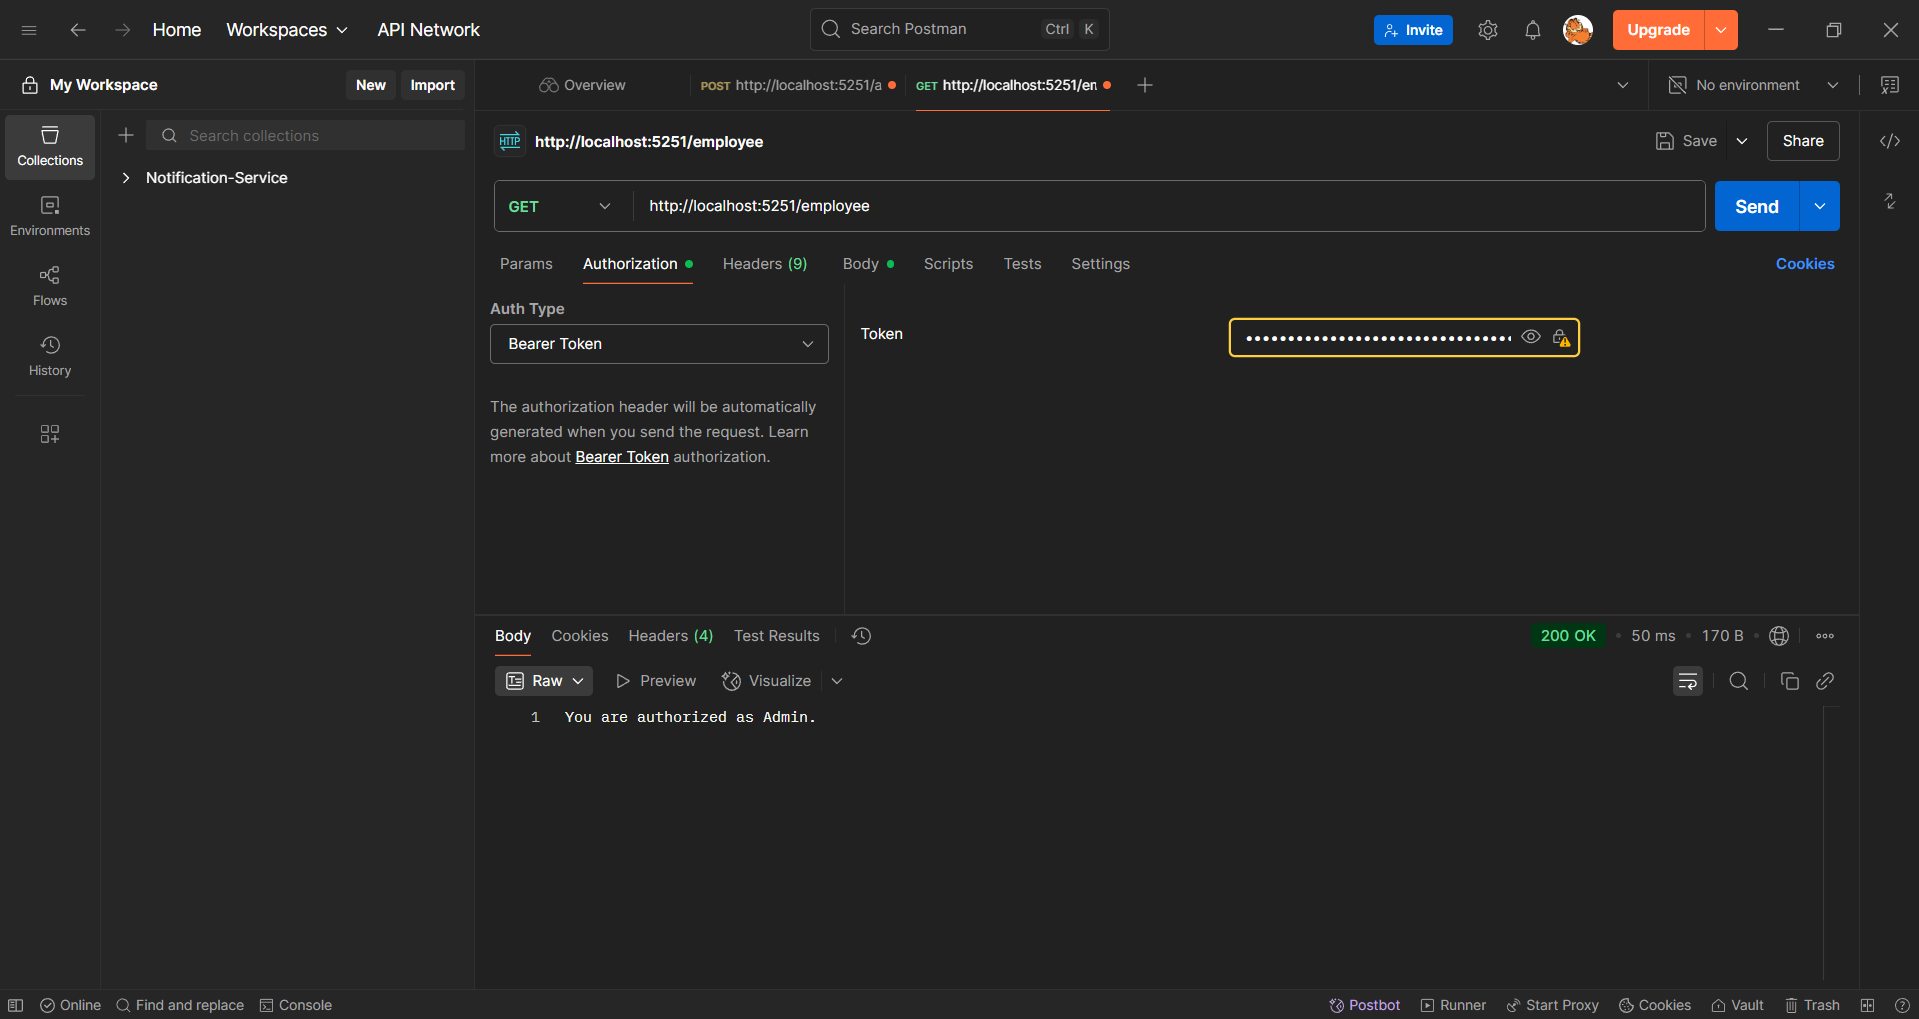 Home Workspaces API Network Search Postman Ctrl K Invite Upgrade
My Workspace New Import Overview POST http://localhost:5251/a GET http://localhost:5251/en No environment
Search collections
Collections
Notification-Service
Environments
Flows
History
HTTP http://localhost:5251/employee Save Share
GET http://localhost:5251/employee Send
Params Authorization Headers (9) Body Scripts Tests Settings Cookies
Auth Type
Bearer Token
Token
The authorization header will be automatically
generated when you send the request. Learn
more about Bearer Token authorization.
Body Cookies Headers (4) Test Results 200 OK 50 ms 170 B
Raw Preview Visualize
1 You are authorized as Admin.
Online Find and replace Console Postbot Runner Start Proxy Cookies Vault Trash